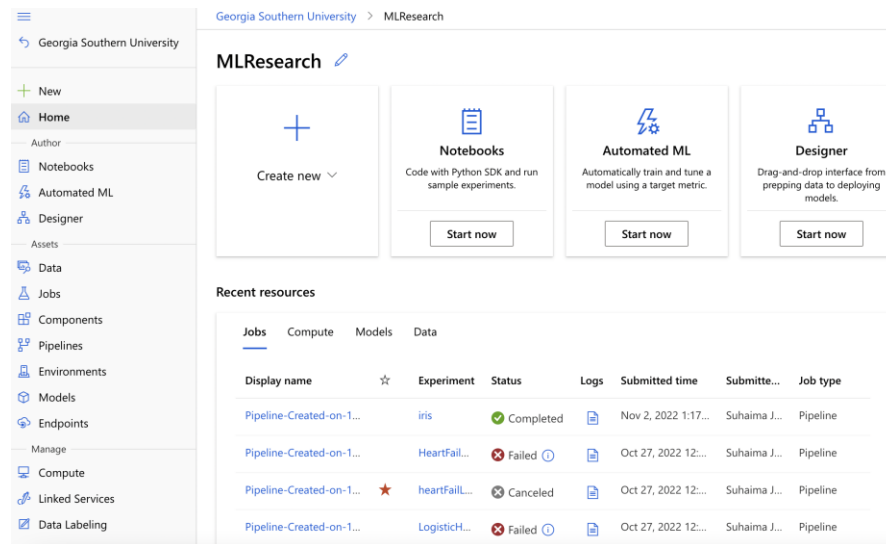 Georgia Southern University > MLResearch
Georgia Southern University
New
Home
Author
Notebooks
Automated ML
Designer
Assets
Data
Jobs
Components
Pipelines
Environments
Models
Endpoints
Manage
Compute
Linked Services
Data Labeling
MLResearch
Create new
Notebooks
Code with Python SDK and run
sample experiments.
Start now
Automated ML
Automatically train and tune a
model using a target metric.
Start now
Designer
Drag-and-drop interface from
prepping data to deploying
models.
Start now
Recent resources
Jobs Compute Models Data
Display name Experiment Status Logs Submitted time Submitte... Job type
Pipeline-Created-on-1... iris Completed Nov 2, 2022 1:17... Suhaima J... Pipeline
Pipeline-Created-on-1... HeartFail... Failed Oct 27, 2022 12:... Suhaima J... Pipeline
Pipeline-Created-on-1... heartFailL... Canceled Oct 27, 2022 12:... Suhaima J... Pipeline
Pipeline-Created-on-1... LogisticH... Failed Oct 27, 2022 12:... Suhaima J... Pipeline